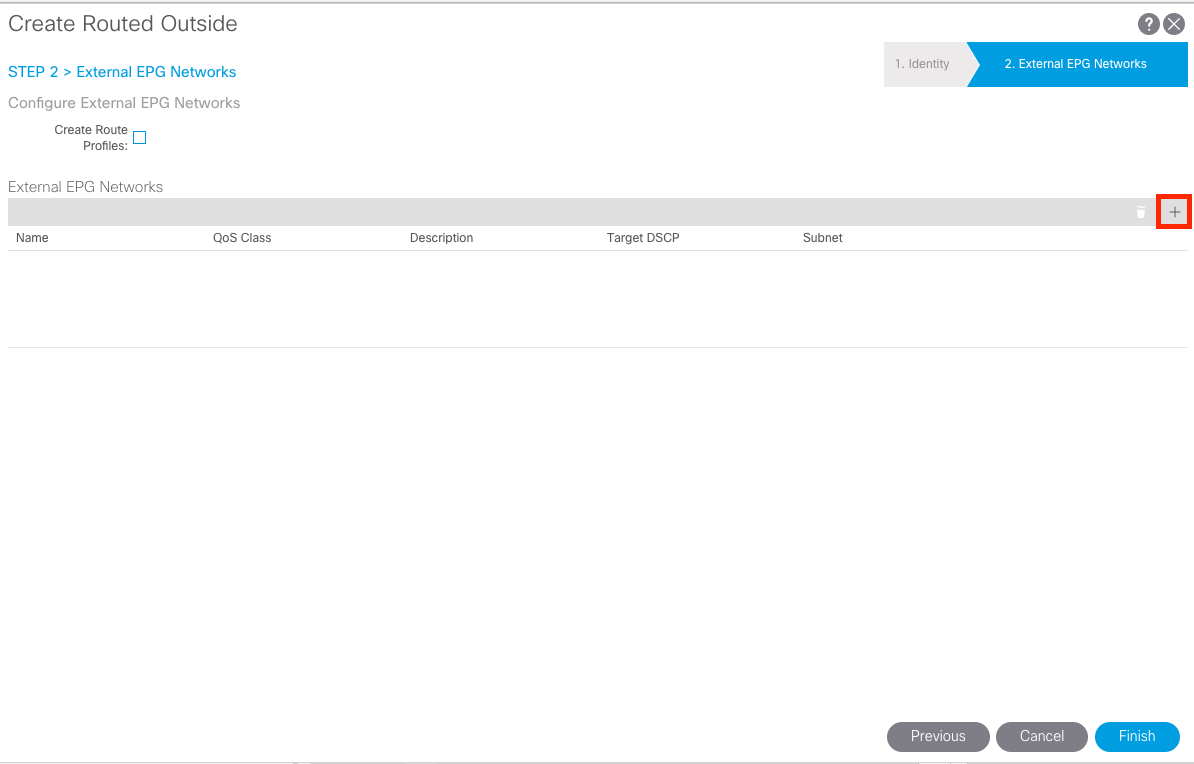 Create Routed Outside
?
STEP 2 > External EPG Networks
1. Identity
2. External EPG Networks
Configure External EPG Networks
Create Route
Profiles:
External EPG Networks
Name QoS Class Description Target DSCP Subnet
Previous Cancel Finish